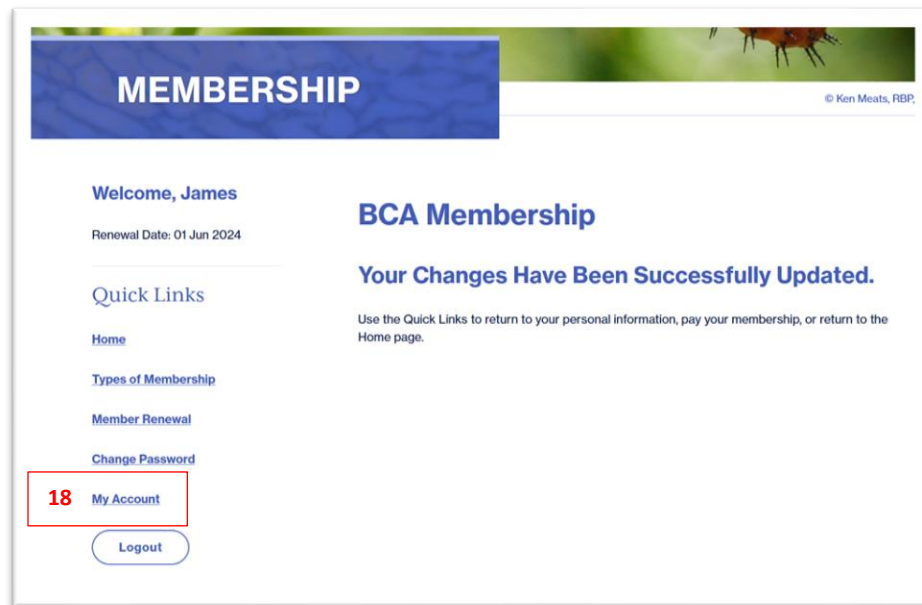 MEMBERSHIP
© Ken Meats, RBP,
Welcome, James
Renewal Date: 01 Jun 2024
Quick Links
Home
Types of Membership
Member Renewal
Change Password
18 My Account
Logout
BCA Membership
Your Changes Have Been Successfully Updated.
Use the Quick Links to return to your personal information, pay your membership, or return to the
Home page.